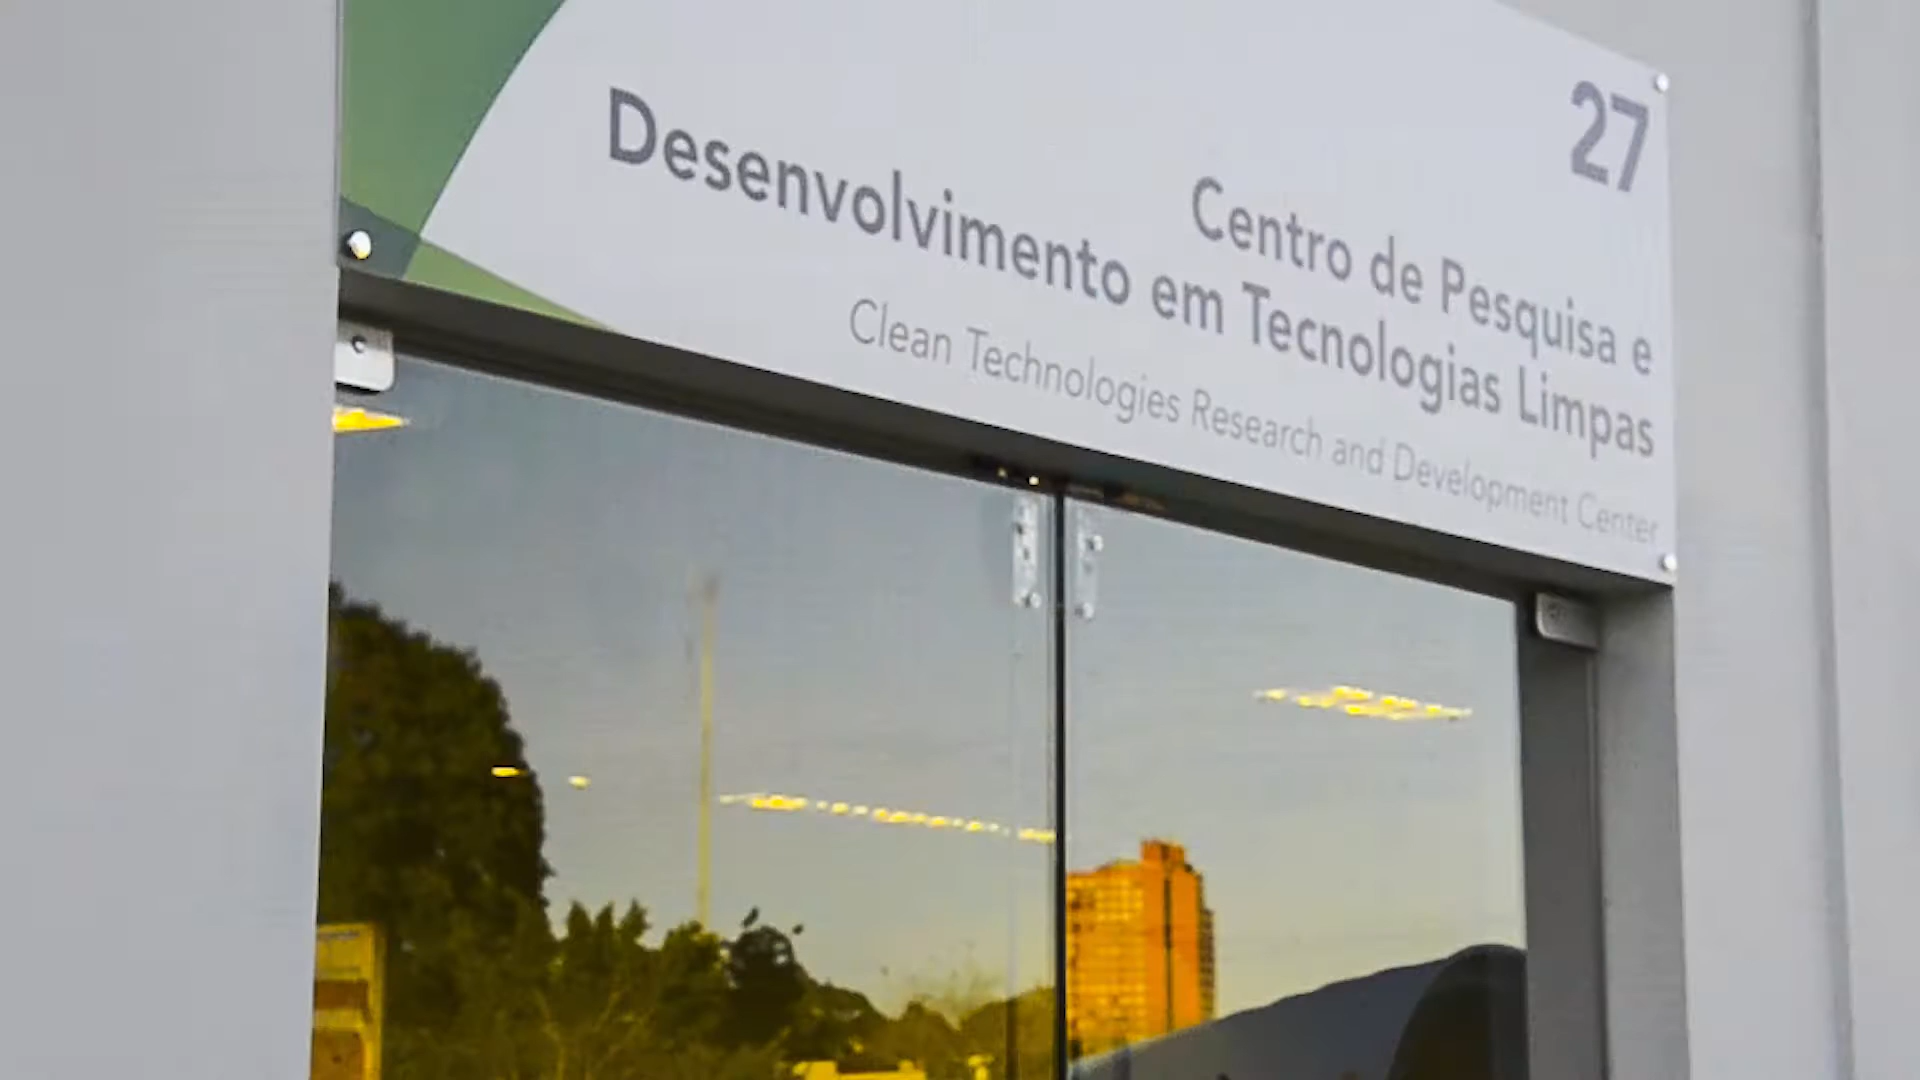 27
Centro de Pesquisa e
Desenvolvimento em Tecnologias Limpas
Clean Technologies Research and Development Center